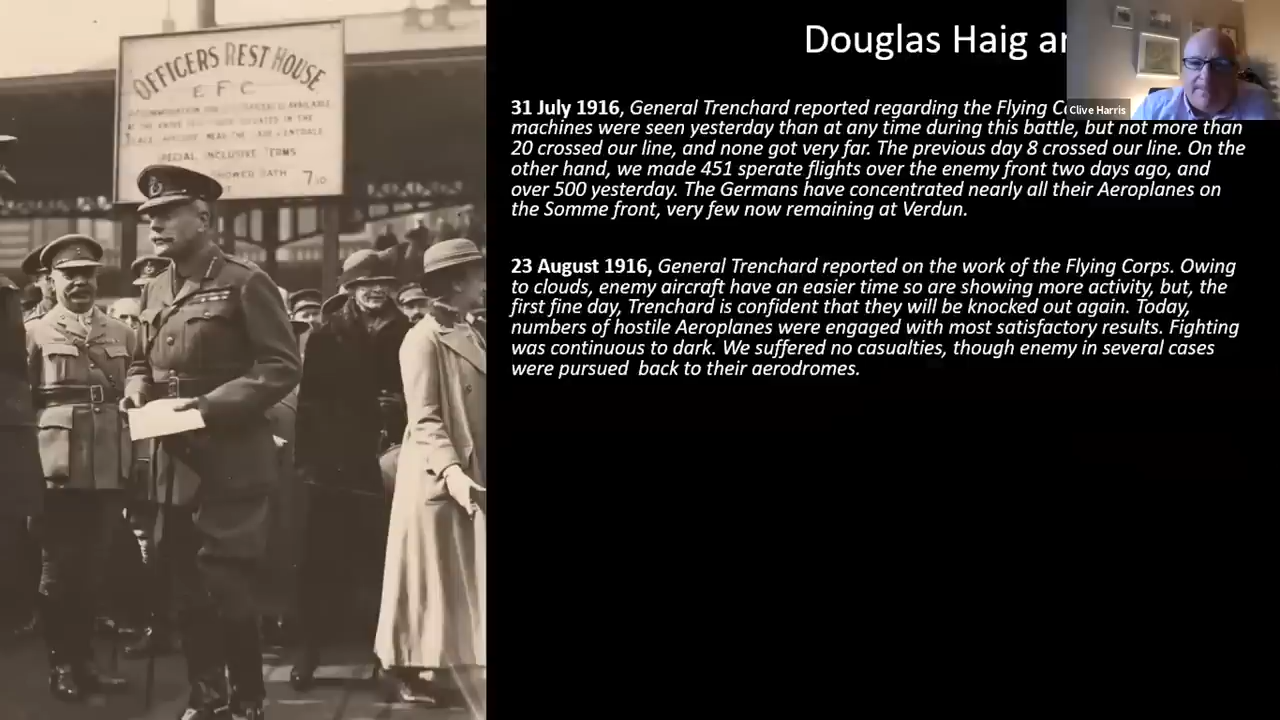 OFFICERS REST HOUSE
E F C
SPECIAL INCLUSIVE TERMS
7/6
Douglas Haig
Clive Harris
31 July 1916, General Trenchard reported regarding the Flying
machines were seen yesterday than at any time during this battle, but not more than
20 crossed our line, and none got very far. The previous day 8 crossed our line. On the
other hand, we made 451 sperate flights over the enemy front two days ago, and
over 500 yesterday. The Germans have concentrated nearly all their Aeroplanes on
the Somme front, very few now remaining at Verdun.
23 August 1916, General Trenchard reported on the work of the Flying Corps. Owing
to clouds, enemy aircraft have an easier time so are showing more activity, but, the
first fine day, Trenchard is confident that they will be knocked out again. Today,
numbers of hostile Aeroplanes were engaged with most satisfactory results. Fighting
was continuous to dark. We suffered no casualties, though enemy in several cases
were pursued back to their aerodromes.